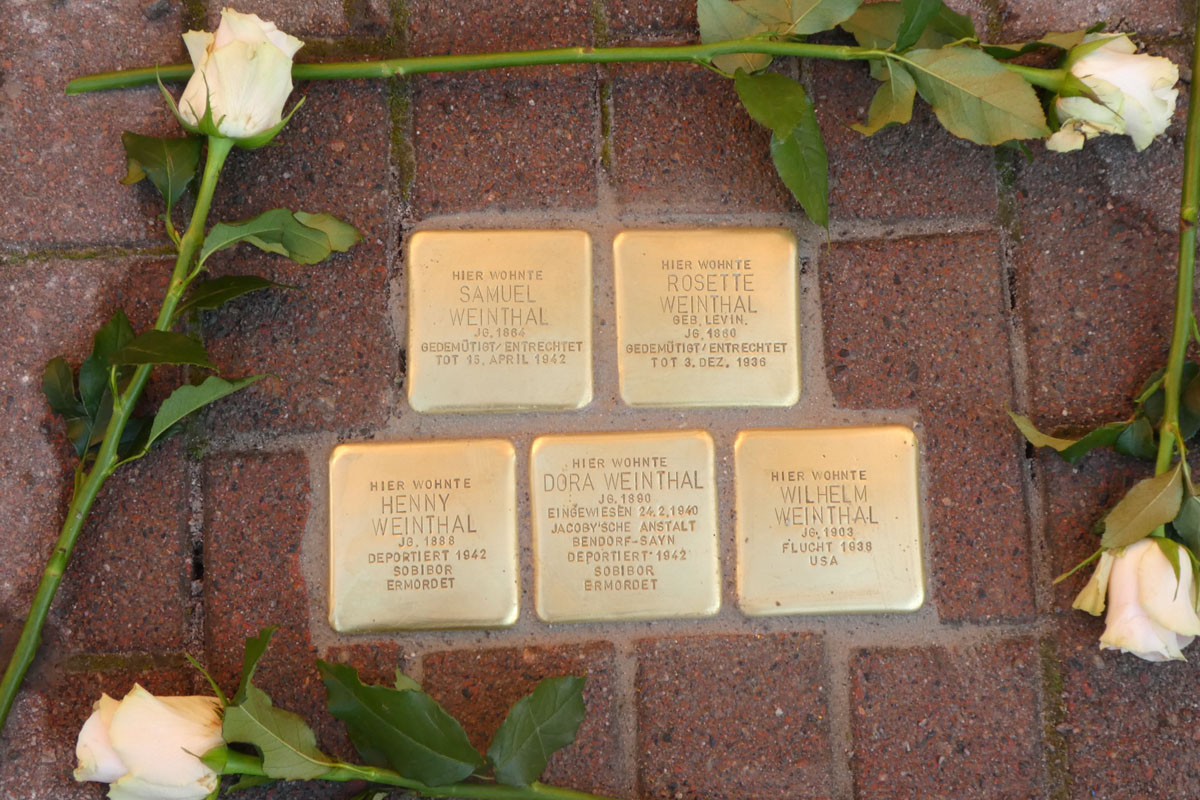 HIER WOHNTE
SAMUEL
WEINTHAL
JG. 1864
GEDEMÜTIGT/ENTRECHTET
TOT 15. APRIL 1942
HIER WOHNTE
ROSETTE
WEINTHAL
GEB. LEVIN.
JG. 1860
GEDEMÜTIGT/ENTRECHTET
TOT 3. DEZ. 1936
HIER WOHNTE
HENNY
WEINTHAL
JG. 1888
DEPORTIERT 1942
SOBIBOR
ERMORDET
HIER WOHNTE
DORA WEINTHAL
JG. 1890
EINGEWIESEN 24.2.1940
JACOBY'SCHE ANSTALT
BENDORF-SAYN
DEPORTIERT 1942
SOBIBOR
ERMORDET
HIER WOHNTE
WILHELM
WEINTHAL
JG. 1903
FLUCHT 1938
USA